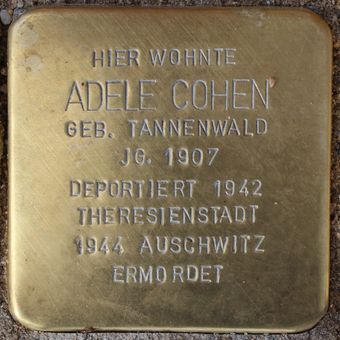 HIER WOHNTE
ADELE COHEN
GEB. TANNENWALD
JG. 1907
DEPORTIERT 1942
THERESIENSTADT
1944 AUSCHWITZ
ERMORDET